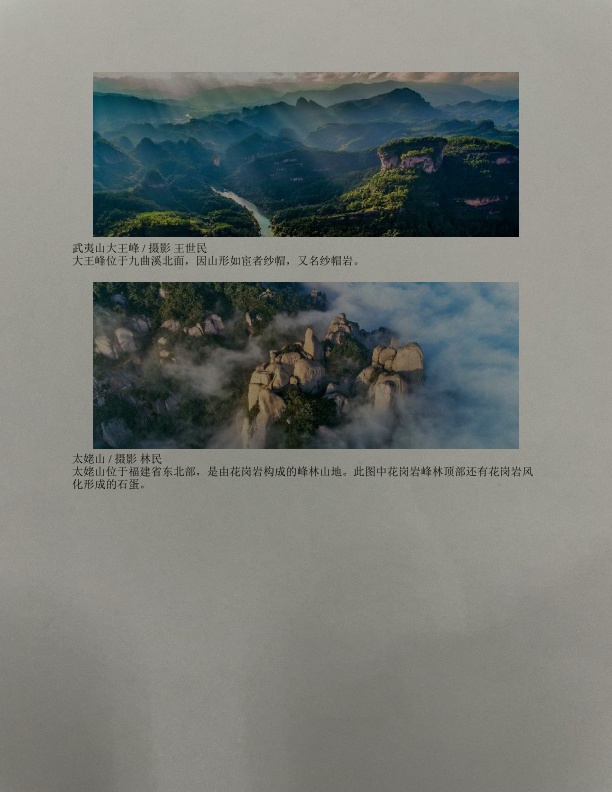 武夷山大王峰 / 摄影 王世民
大王峰位于九曲溪北面，因山形如宦者纱帽，又名纱帽岩。
太姥山 / 摄影 林民
太姥山位于福建省东北部，是由花岗岩构成的峰林山地。此图中花岗岩峰林顶部还有花岗岩风
化形成的石蛋。